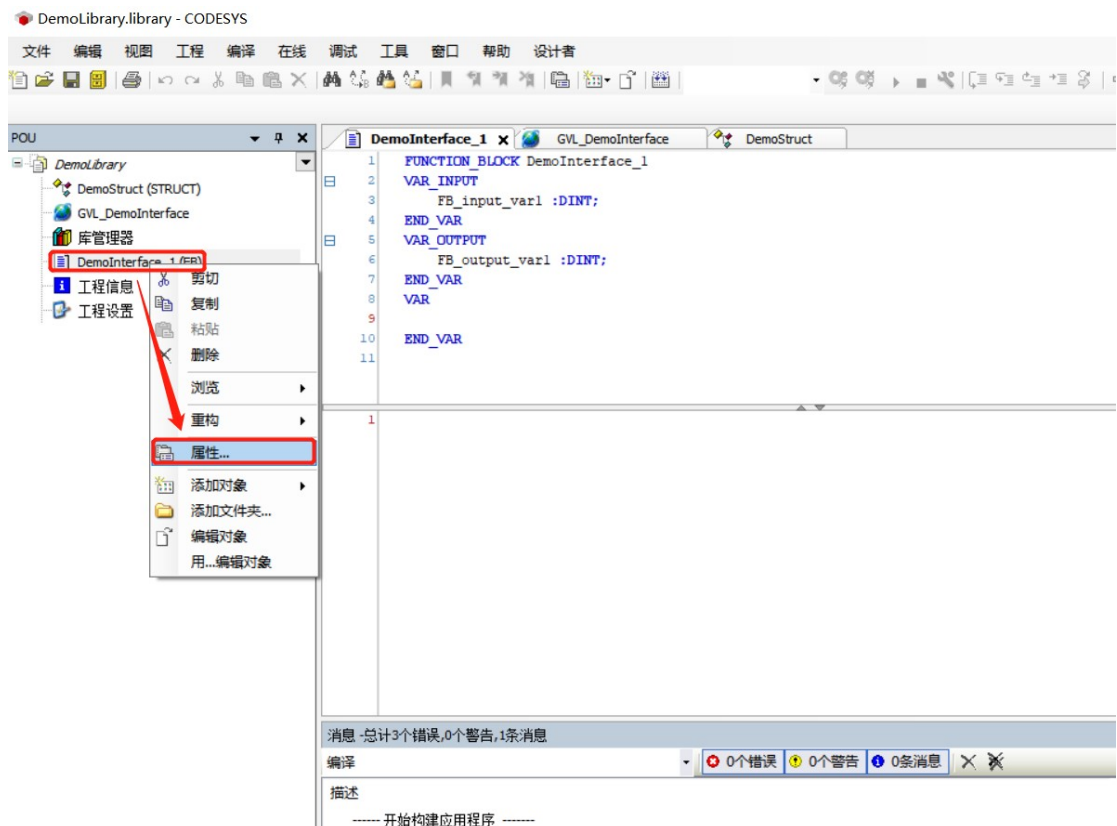 DemoLibrary.library - CODESYS
文件 编辑 视图 工程 编译 在线 调试 工具 窗口 帮助 设计者
POU
DemoInterface_1 GVL_DemoInterface DemoStruct
DemoLibrary
DemoStruct (STRUCT)
GVL_DemoInterface
库管理器
DemoInterface_1 (FB)
工程信息
工程设置
剪切
复制
粘贴
删除
浏览
重构
属性...
添加对象
添加文件夹...
编辑对象
用...编辑对象
1 FUNCTION_BLOCK DemoInterface_1
2 VAR_INPUT
3 FB_input_var1 :DINT;
4 END_VAR
5 VAR_OUTPUT
6 FB_output_var1 :DINT;
7 END_VAR
8 VAR
9
10 END_VAR
11
1
消息 -总计3个错误,0个警告,1条消息
编译 0个错误 0个警告 0条消息
描述
------ 开始构建应用程序 -------